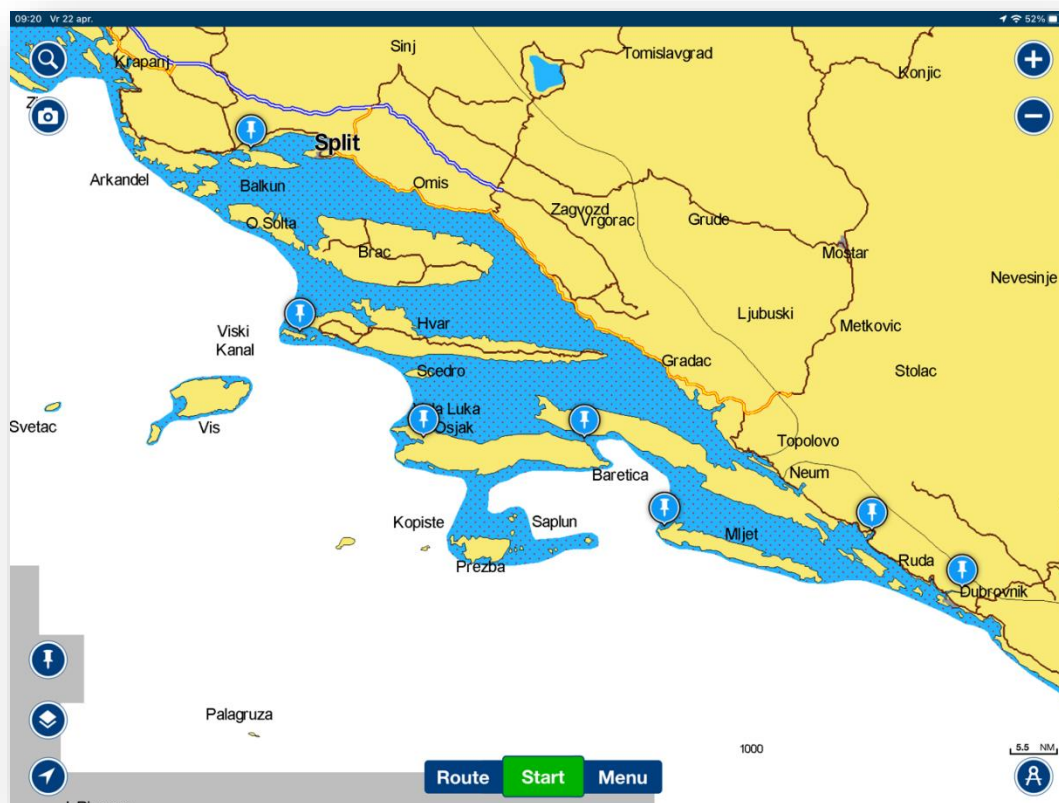 09:20 Vr 22 apr.
52%
Sinj
Tomislavgrad
Krapanj
Konjic
Split
Arkandel
Balkun
Omis
Zagvozd
Vrgorac
Grude
O Solta
Brac
Mostar
Nevesinje
Viski
Kanal
Hvar
Ljubuski
Metkovic
Gradac
Scedro
Stolac
Luka
Osjak
Svetac
Vis
Topolovo
Baretica
Neum
Kopiste
Saplun
Mljet
Prezba
Ruda
Dubrovnik
Palagruza
1000
5.5 NM
Route Start Menu